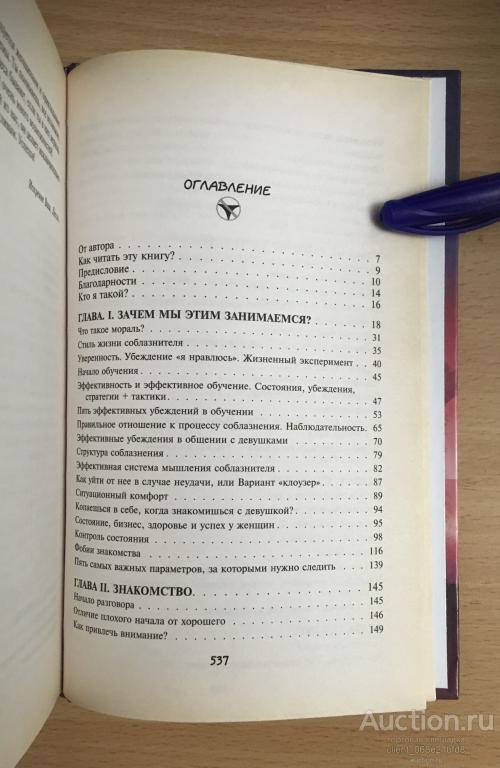 ОГЛАВЛЕНИЕ
От автора . . . 7
Как читать эту книгу? . . . 9
Предисловие . . . 10
Благодарности . . . 14
Кто я такой? . . . 16
ГЛАВА. I. ЗАЧЕМ МЫ ЭТИМ ЗАНИМАЕМСЯ? . . . 18
Что такое мораль? . . . 31
Стиль жизни соблазнителя . . . 35
Уверенность. Убеждение «я нравлюсь». Жизненный эксперимент . 40
Начало обучения . . . 45
Эффективность и эффективное обучение. Состояния, убеждения,
стратегии + тактики . . . 47
Пять эффективных убеждений в обучении . . . 53
Правильное отношение к процессу соблазнения. Наблюдательность. 65
Эффективные убеждения в общении с девушками . . . 70
Структура соблазнения . . . 79
Эффективная система мышления соблазнителя . . . 82
Как уйти от нее в случае неудачи, или Вариант «клоузер» . . . 87
Ситуационный комфорт . . . 89
Копаешься в себе, когда знакомишься с девушкой? . . . 94
Состояние, бизнес, здоровье и успех у женщин . . . 95
Контроль состояния . . . 98
Фобии знакомства . . . 116
Пять самых важных параметров, за которыми нужно следить . . . 139
ГЛАВА II. ЗНАКОМСТВО. . . . 145
Начало разговора . . . 145
Отличие плохого начала от хорошего . . . 146
Как привлечь внимание? . . . 149
537
Auction.ru